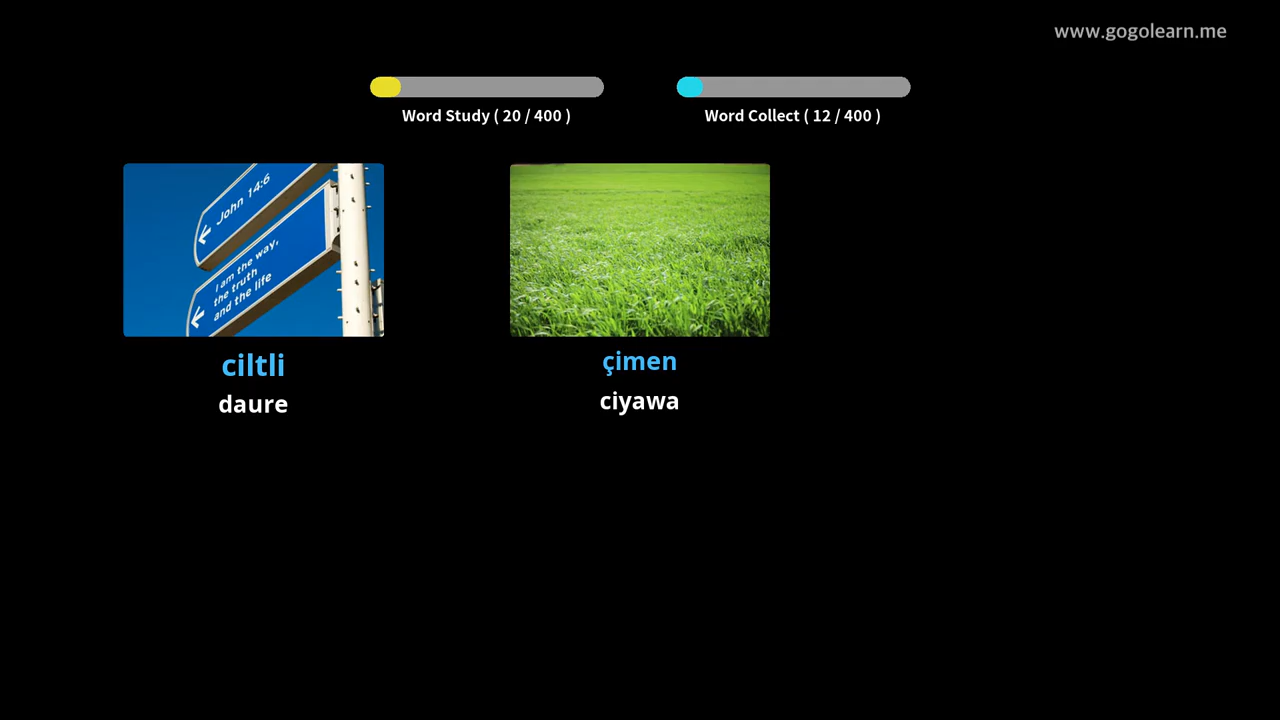 www.gogolearn.me
Word Study ( 20 / 400 )
Word Collect ( 12 / 400 )
← John 14:6
← I am the way,
the truth
and the life
ciltli
daure
çimen
ciyawa